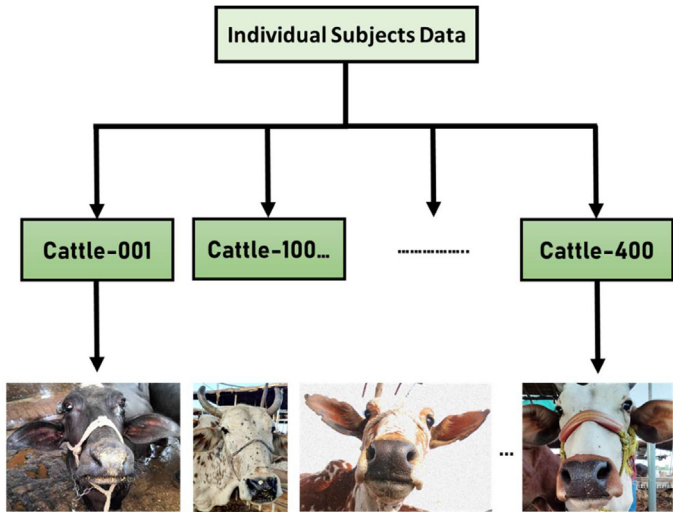 Individual Subjects Data
Cattle-001
Cattle-100...
................
Cattle-400
...